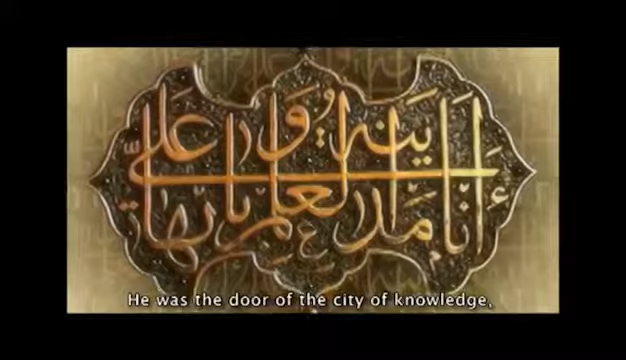 أنا مدينة العلم وعليٌّ بابها
He was the door of the city of knowledge,